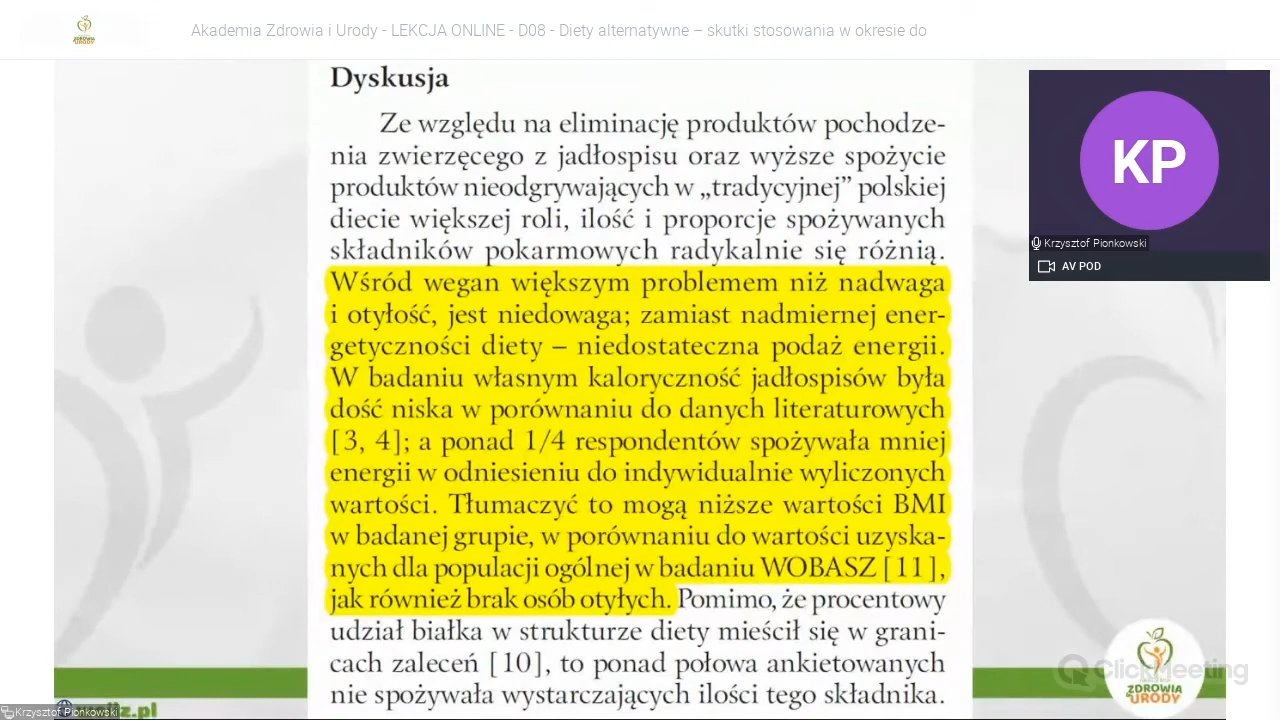 Akademia Zdrowia i Urody - LEKCJA ONLINE - D08 - Diety alternatywne – skutki stosowania w okresie do
Dyskusja
Ze względu na eliminację produktów pochodze-
nia zwierzęcego z jadłospisu oraz wyższe spożycie
produktów nieodgrywających w „tradycyjnej” polskiej
diecie większej roli, ilość i proporcje spożywanych
składników pokarmowych radykalnie się różnią.
Wśród wegan większym problemem niż nadwaga
i otyłość, jest niedowaga; zamiast nadmiernej ener-
getyczności diety – niedostateczna podaż energii.
W badaniu własnym kaloryczność jadłospisów była
dość niska w porównaniu do danych literaturowych
[3, 4]; a ponad 1/4 respondentów spożywała mniej
energii w odniesieniu do indywidualnie wyliczonych
wartości. Tłumaczyć to mogą niższe wartości BMI
w badanej grupie, w porównaniu do wartości uzyska-
nych dla populacji ogólnej w badaniu WOBASZ [11],
jak również brak osób otyłych. Pomimo, że procentowy
udział białka w strukturze diety mieścił się w grani-
cach zaleceń [10], to ponad połowa ankietowanych
nie spożywała wystarczających ilości tego składnika.
KP
Krzysztof Pionkowski
AV POD
ClickMeeting
ZDROWIA
I URODY
Krzysztof Pionkowski